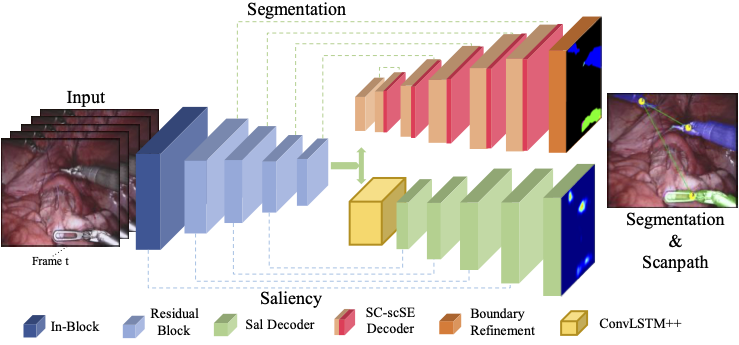 Segmentation
Input
Frame t
Segmentation
&
Scanpath
Saliency
In-Block
Residual
Block
Sal Decoder
SC-scSE
Decoder
Boundary
Refinement
ConvLSTM++